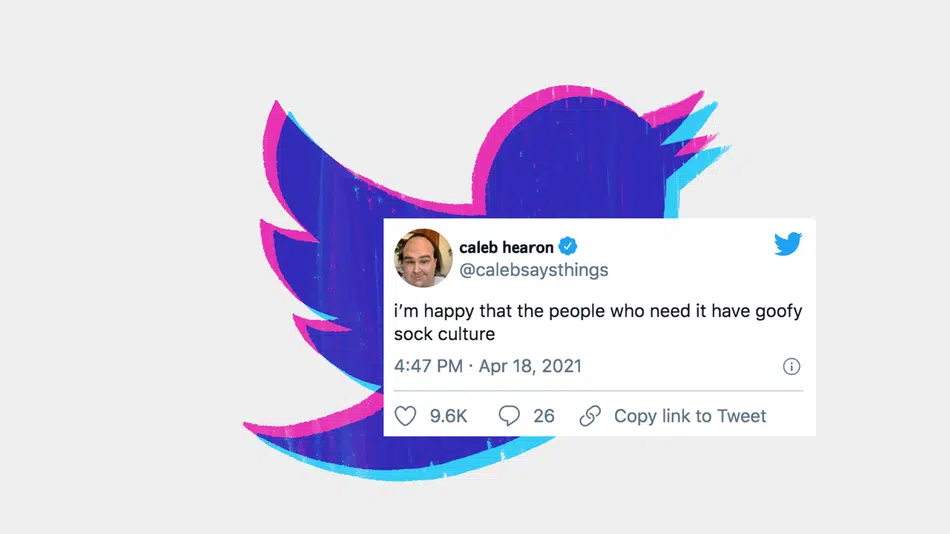 caleb hearon
@calebsaysthings
i’m happy that the people who need it have goofy
sock culture
4:47 PM · Apr 18, 2021
9.6K 26 Copy link to Tweet